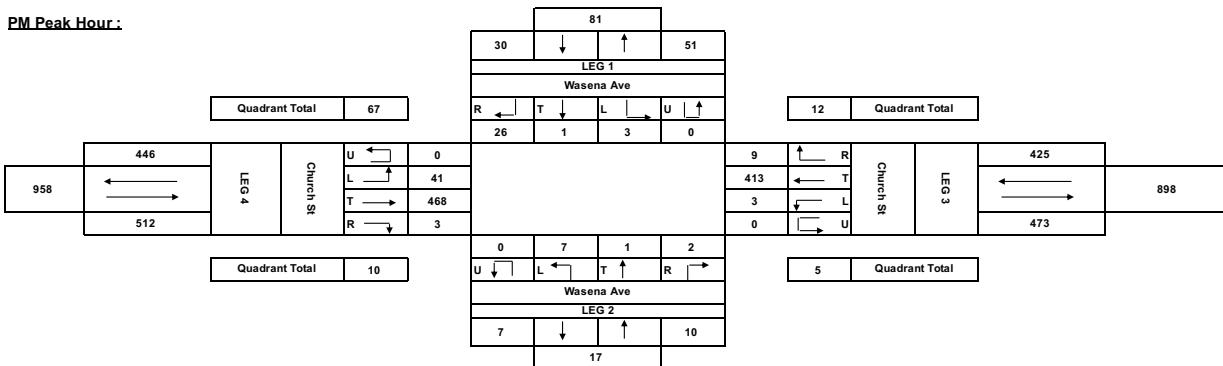 PM Peak Hour :
81
30 51
LEG 1
Wasena Ave
Quadrant Total 67
R T L U
12 Quadrant Total
26 1 3 0
446
U 0
9 R
425
958
LEG 4
Church St
L 41
413 T
Church St
LEG 3
898
T 468
3 L
512
R 3
0 U
473
0 7 1 2
Quadrant Total 10
U L T R
5 Quadrant Total
Wasena Ave
LEG 2
7 10
17